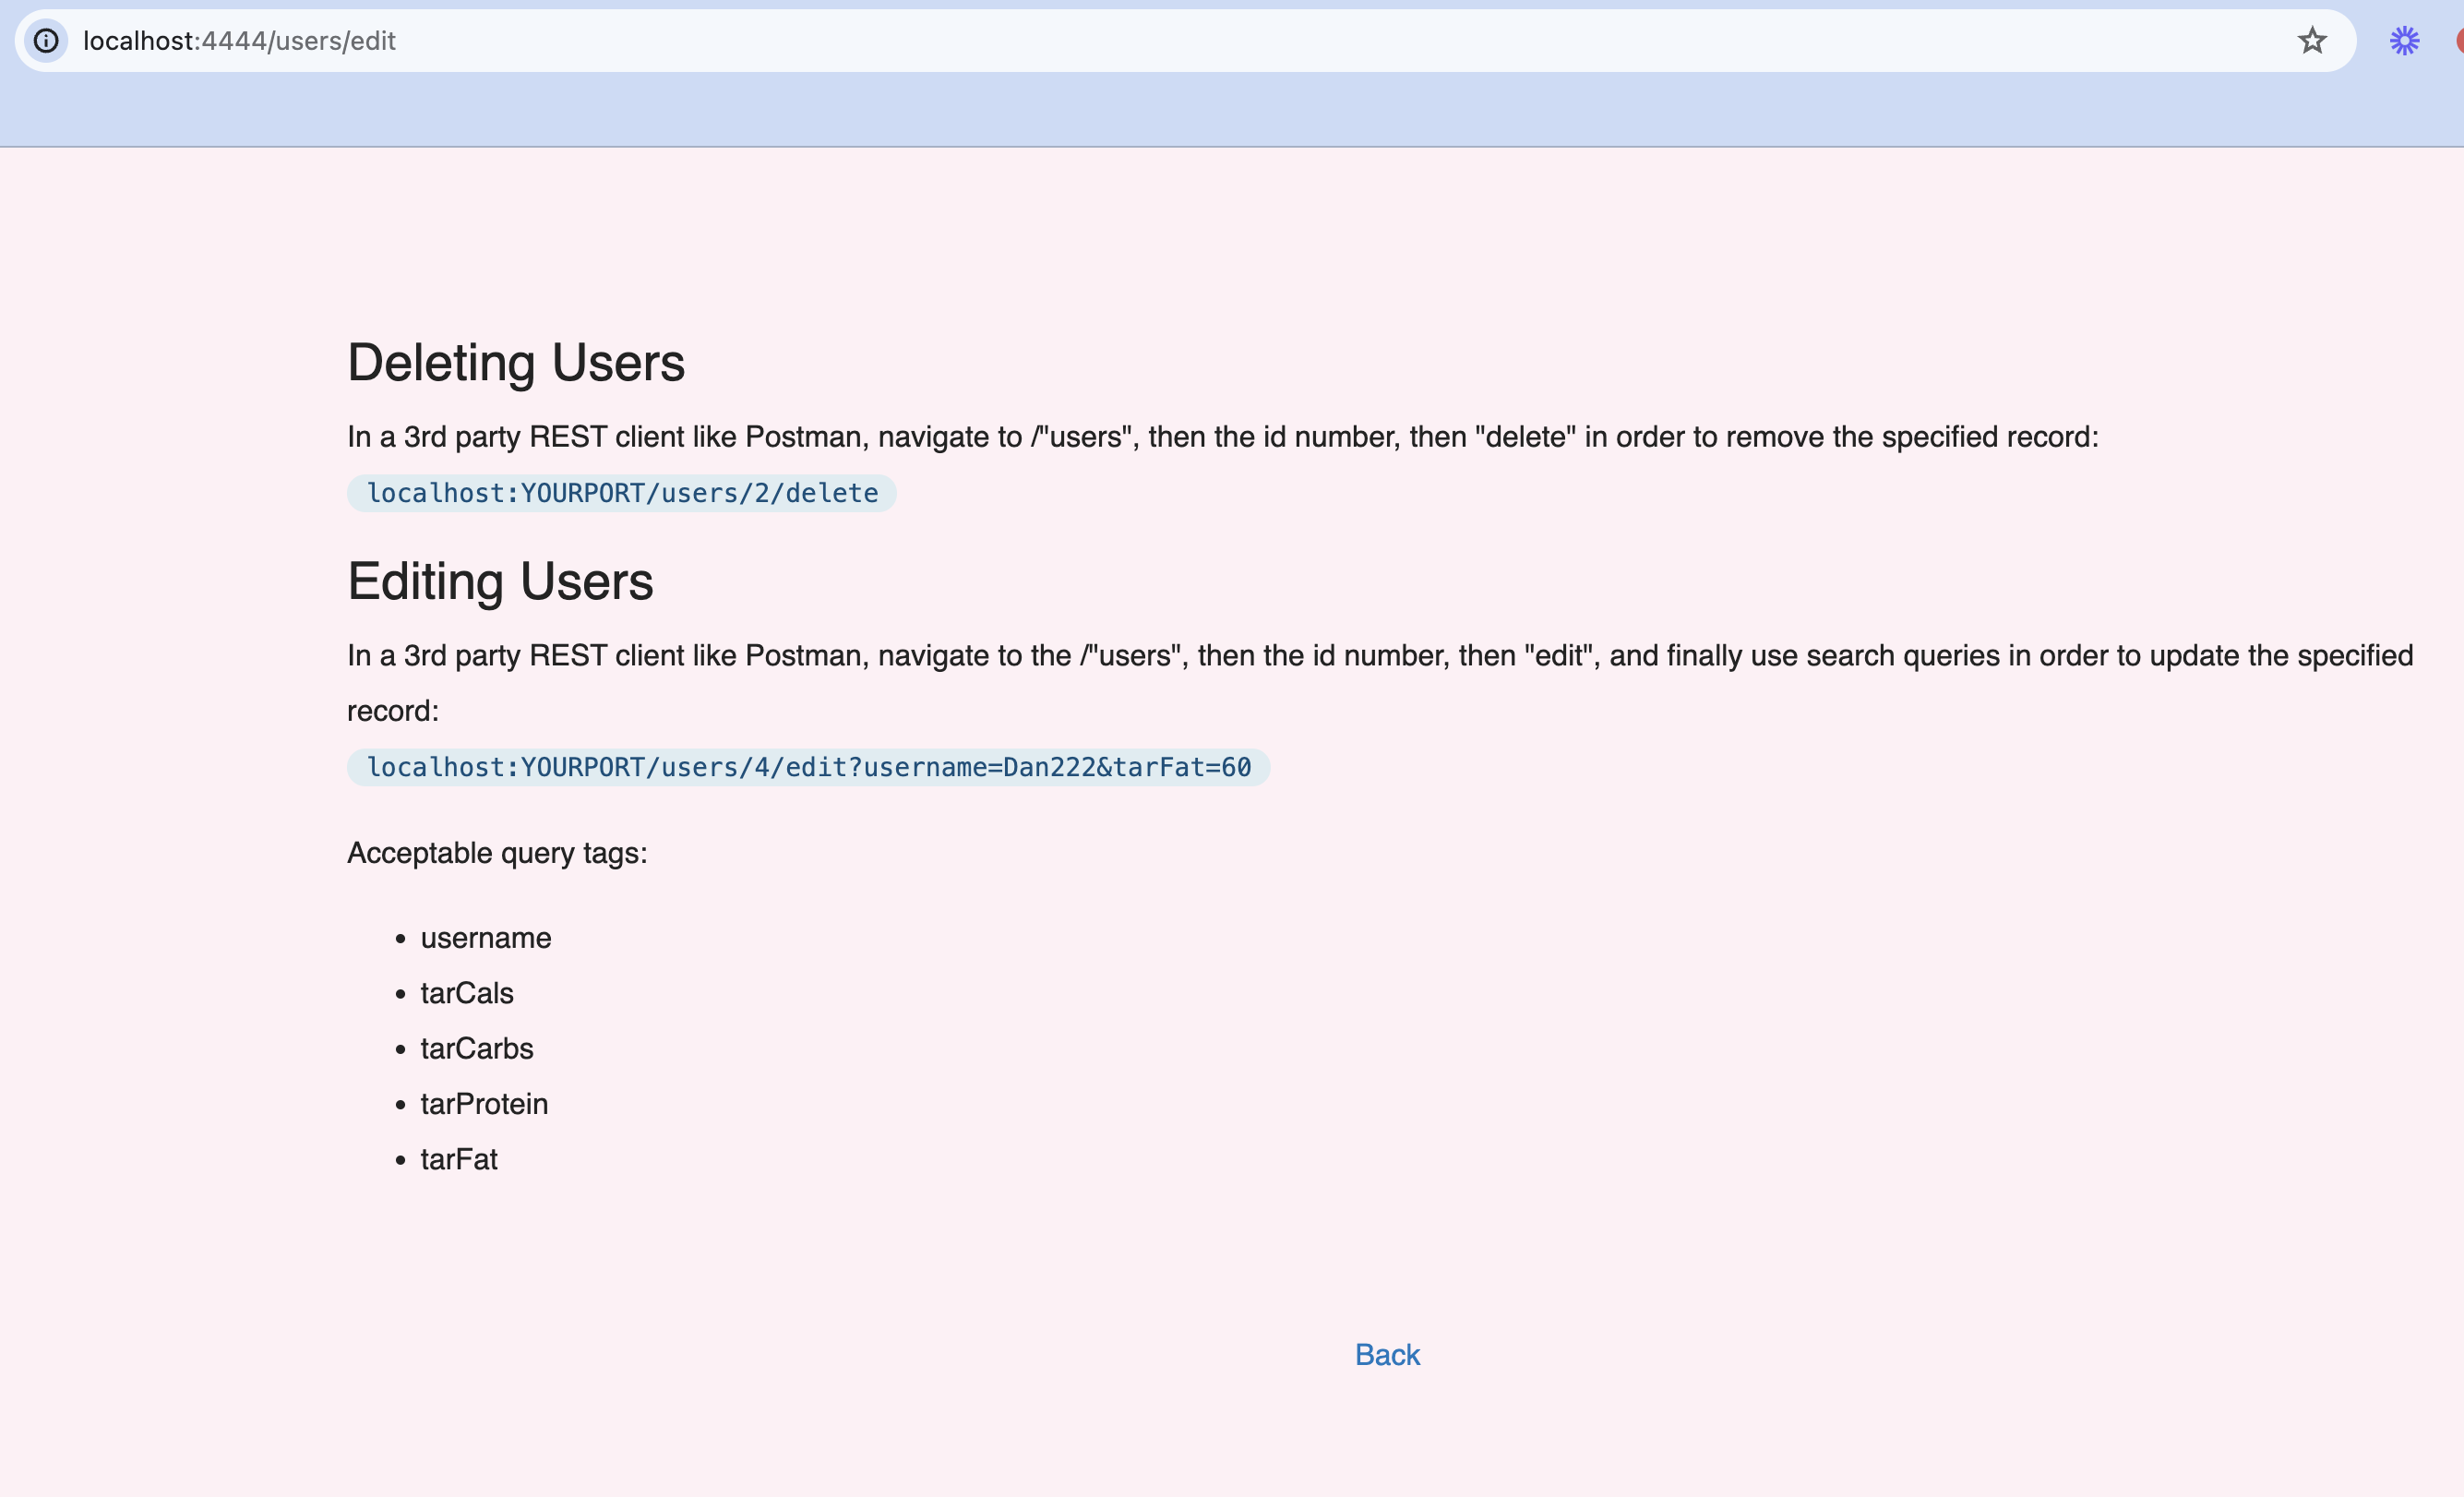 localhost:4444/users/edit
Deleting Users
In a 3rd party REST client like Postman, navigate to /"users", then the id number, then "delete" in order to remove the specified record:
localhost:YOURPORT/users/2/delete
Editing Users
In a 3rd party REST client like Postman, navigate to the /"users", then the id number, then "edit", and finally use search queries in order to update the specified
record:
localhost:YOURPORT/users/4/edit?username=Dan222&tarFat=60
Acceptable query tags:
• username
• tarCals
• tarCarbs
• tarProtein
• tarFat
Back